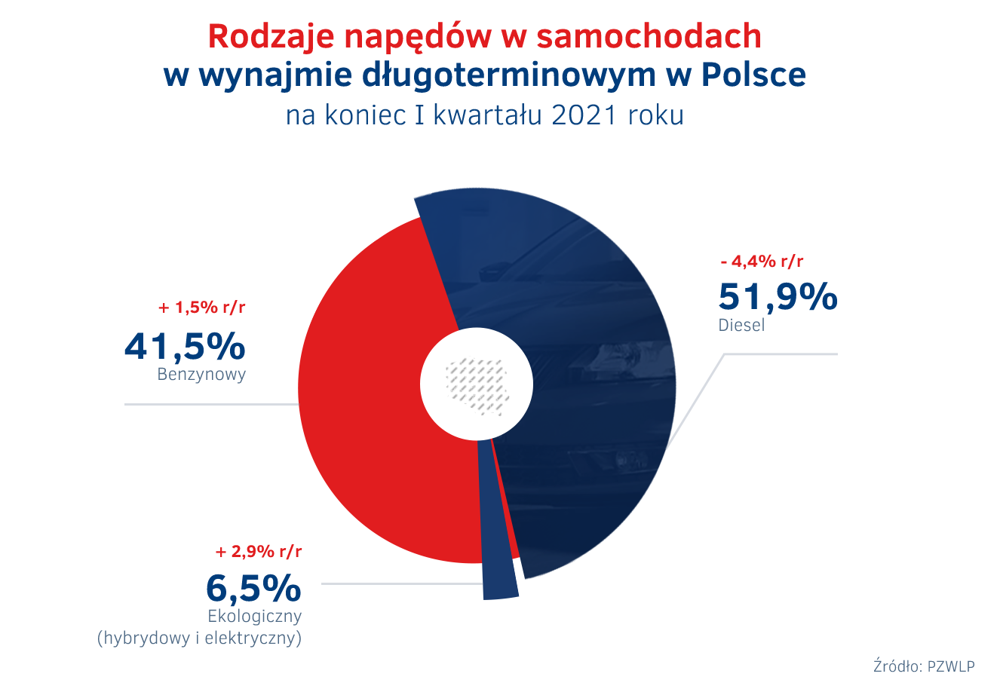 Rodzaje napędów w samochodach
w wynajmie długoterminowym w Polsce
na koniec I kwartału 2021 roku
- 4,4% r/r
51,9%
Diesel
+ 1,5% r/r
41,5%
Benzynowy
+ 2,9% r/r
6,5%
Ekologiczny
(hybrydowy i elektryczny)
Źródło: PZWLP